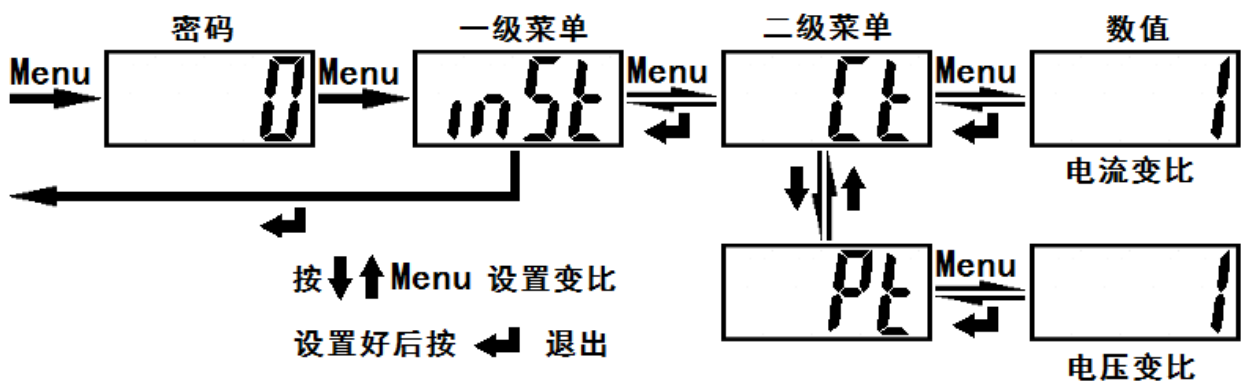 密码 一级菜单 二级菜单 数值
Menu 0 Menu inSt Menu Ct Menu 1
电流变比
Pt Menu 1
按 Menu 设置变比
设置好后按 退出
电压变比